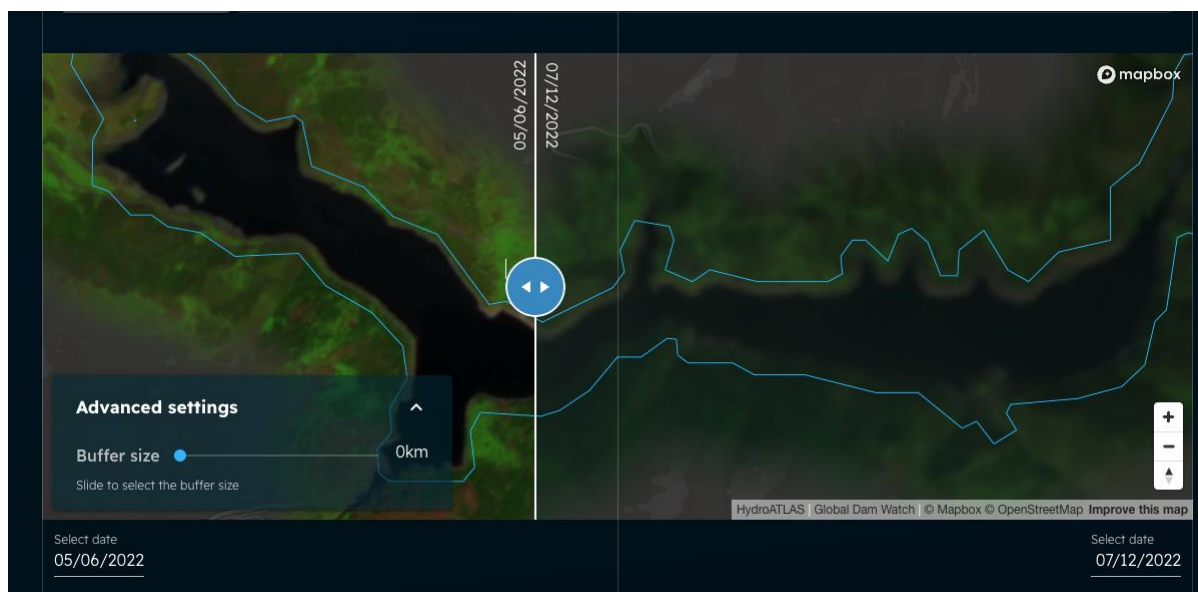 05/06/2022
07/12/2022
mapbox
Advanced settings
Buffer size
0km
Slide to select the buffer size
HydroATLAS | Global Dam Watch | © Mapbox © OpenStreetMap Improve this map
Select date
05/06/2022
Select date
07/12/2022